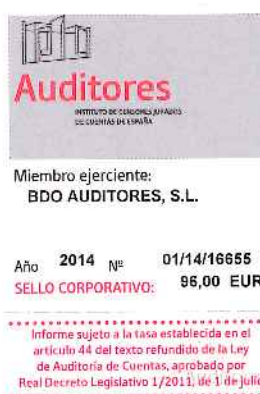 Auditores
INSTITUTO DE CENSORES JURADOS
DE CUENTAS DE ESPAÑA
Miembro ejerciente:
BDO AUDITORES, S.L.
Año 2014 Nº 01/14/16655
SELLO CORPORATIVO: 96,00 EUR
Informe sujeto a la tasa establecida en el
artículo 44 del texto refundido de la Ley
de Auditoría de Cuentas, aprobado por
Real Decreto Legislativo 1/2011, de 1 de julio